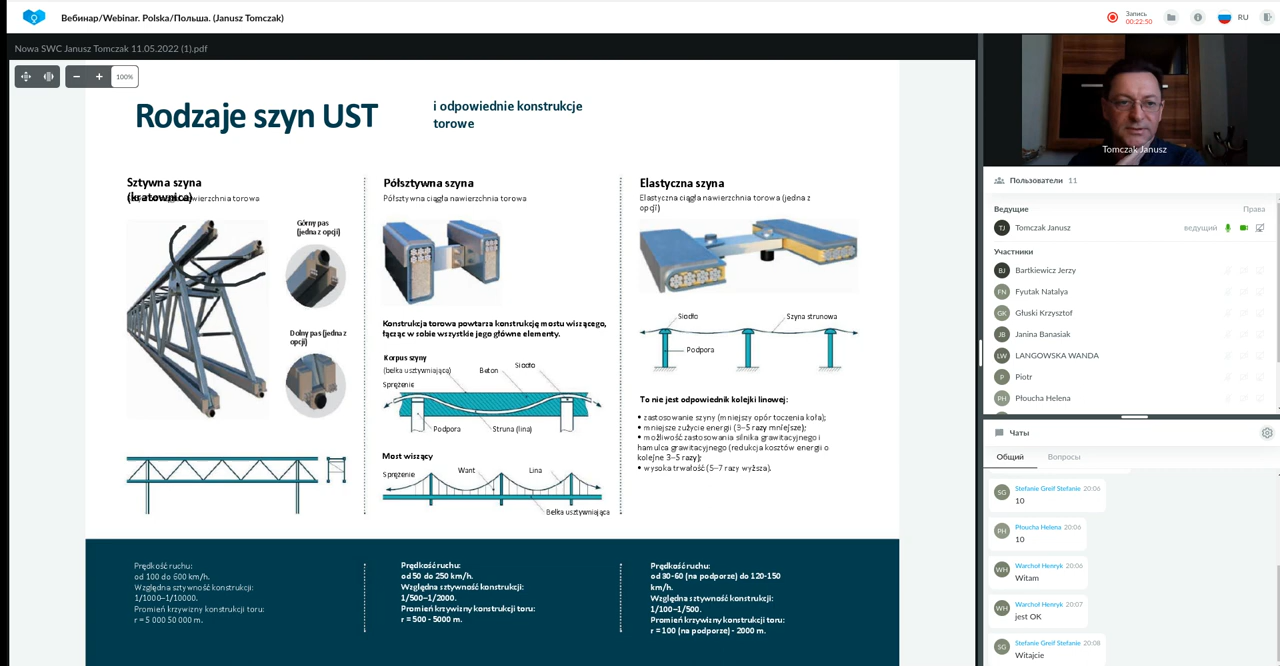 Вебинар/Webinar. Polska/Польша. (Janusz Tomczak)
Запись
00:22:50
RU
Nowa SWC Janusz Tomczak 11.05.2022 (1).pdf
100%
Rodzaje szyn UST
i odpowiednie konstrukcje
torowe
Sztywna szyna
(kratownica)
nawierzchnia torowa
Górny pas
(jedna z opcji)
Dolny pas (jedna z
opcji)
Półsztywna szyna
Półsztywna ciągła nawierzchnia torowa
Konstrukcja torowa powtarza konstrukcję mostu wiszącego,
łącząc w sobie wszystkie jego główne elementy.
Korpus szyny
(belka usztywniająca)
Beton
Siodło
Sprężenie
Podpora
Struna (lina)
Most wiszący
Sprężenie
Want
Lina
Belka usztywniająca
Elastyczna szyna
Elastyczna ciągła nawierzchnia torowa (jedna z
opcji)
Siodło
Szyna strunowa
Podpora
To nie jest odpowiednik kolejki linowej:
• zastosowanie szyny (mniejszy opór toczenia koła);
• mniejsze zużycie energii (3–5 razy mniejsze);
• możliwość zastosowania silnika grawitacyjnego i
hamulca grawitacyjnego (redukcja kosztów energii o
kolejne 3–5 razy);
• wysoka trwałość (5–7 razy wyższa).
Prędkość ruchu:
od 100 do 600 km/h.
Względna sztywność konstrukcji:
1/1000–1/10000.
Promień krzywizny konstrukcji toru:
r = 5 000 50 000 m.
Prędkość ruchu:
od 50 do 250 km/h.
Względna sztywność konstrukcji:
1/500–1/2000.
Promień krzywizny konstrukcji toru:
r = 500 - 5000 m.
Prędkość ruchu:
od 30-60 (na podporze) do 120-150
km/h.
Względna sztywność konstrukcji:
1/100–1/500.
Promień krzywizny konstrukcji toru:
r = 100 (na podporze) - 2000 m.
Tomczak Janusz
Пользователи 11
Ведущие Права
TJ Tomczak Janusz ведущий
Участники
BJ Bartkiewicz Jerzy
FN Fyutak Natalya
GK Głuski Krzysztof
JB Janina Banasiak
LW LANGOWSKA WANDA
P Piotr
PH Płoucha Helena
Чаты
Общий Вопросы
SG Stefanie Greif Stefanie 20:06
10
PH Płoucha Helena 20:06
10
WH Warchoł Henryk 20:06
Witam
WH Warchoł Henryk 20:07
jest OK
SG Stefanie Greif Stefanie 20:08
Witajcie